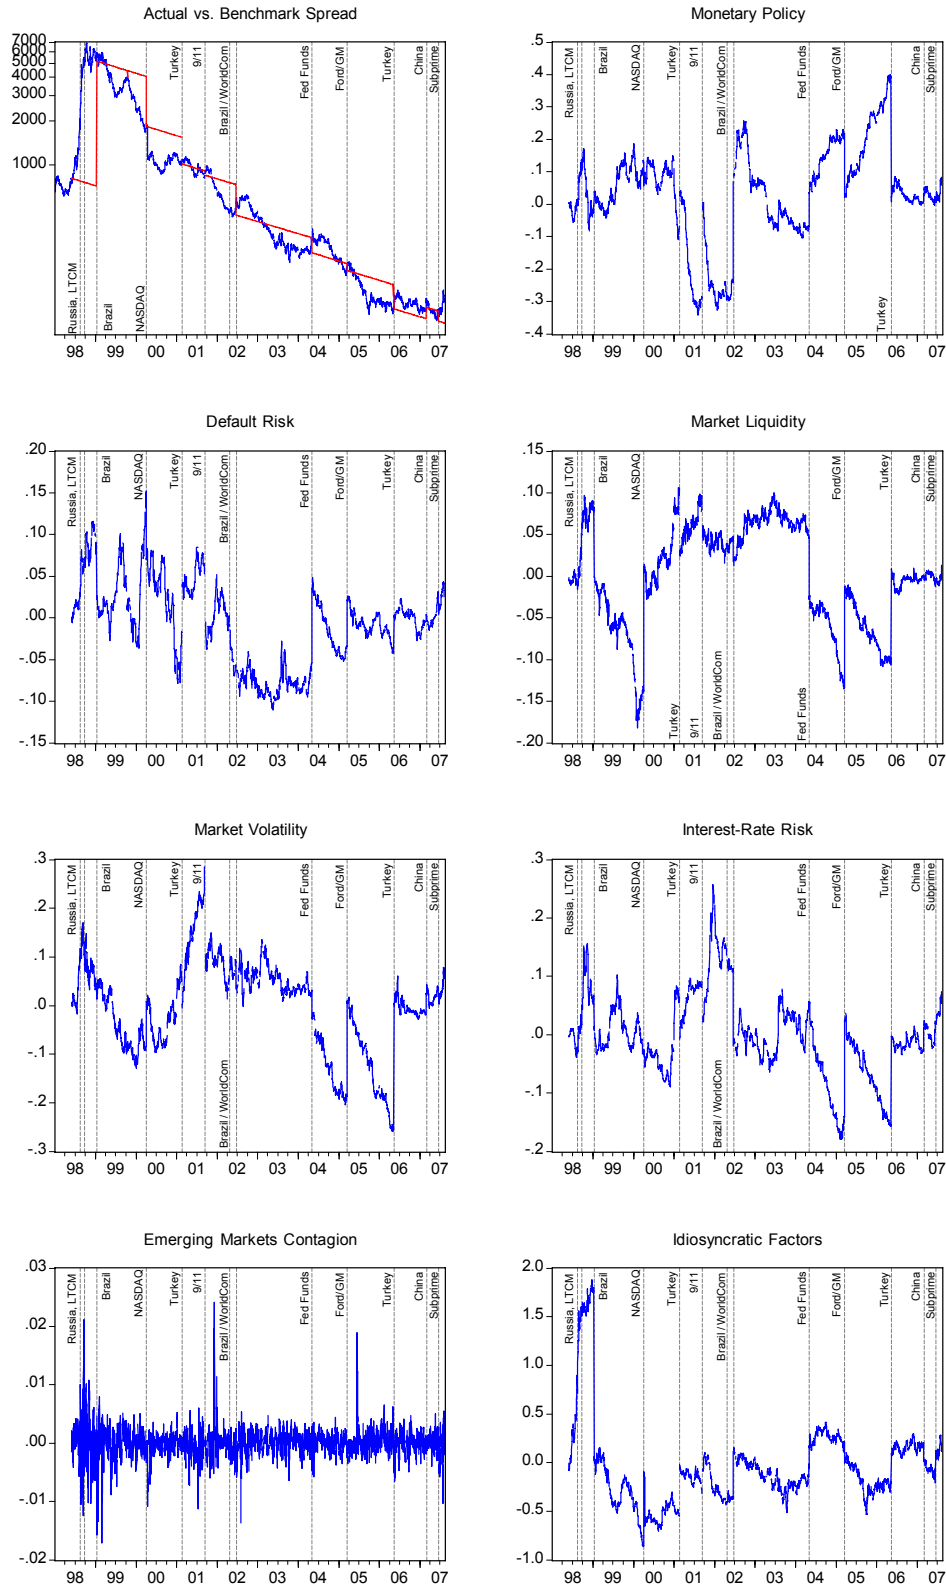 Actual vs. Benchmark Spread
7000
6000
5000
4000
3000
2000
1000
Russia, LTCM
Brazil
NASDAQ
Turkey
9/11
Brazil / WorldCom
Fed Funds
Ford/GM
Turkey
China
Subprime
98 99 00 01 02 03 04 05 06 07
Monetary Policy
.5
.4
.3
.2
.1
.0
-.1
-.2
-.3
-.4
Russia, LTCM
Brazil
NASDAQ
Turkey
9/11
Brazil / WorldCom
Fed Funds
Ford/GM
Turkey
China
Subprime
98 99 00 01 02 03 04 05 06 07
Default Risk
.20
.15
.10
.05
.00
-.05
-.10
-.15
Russia, LTCM
Brazil
NASDAQ
Turkey
9/11
Brazil / WorldCom
Fed Funds
Ford/GM
Turkey
China
Subprime
98 99 00 01 02 03 04 05 06 07
Market Liquidity
.15
.10
.05
.00
-.05
-.10
-.15
-.20
Russia, LTCM
Brazil
NASDAQ
Turkey
9/11
Brazil / WorldCom
Fed Funds
Ford/GM
Turkey
China
Subprime
98 99 00 01 02 03 04 05 06 07
Market Volatility
.3
.2
.1
.0
-.1
-.2
-.3
Russia, LTCM
Brazil
NASDAQ
Turkey
9/11
Brazil / WorldCom
Fed Funds
Ford/GM
Turkey
China
Subprime
98 99 00 01 02 03 04 05 06 07
Interest-Rate Risk
.3
.2
.1
.0
-.1
-.2
Russia, LTCM
Brazil
NASDAQ
Turkey
9/11
Brazil / WorldCom
Fed Funds
Ford/GM
Turkey
China
Subprime
98 99 00 01 02 03 04 05 06 07
Emerging Markets Contagion
.03
.02
.01
.00
-.01
-.02
Russia, LTCM
Brazil
NASDAQ
Turkey
9/11
Brazil / WorldCom
Fed Funds
Ford/GM
Turkey
China
Subprime
98 99 00 01 02 03 04 05 06 07
Idiosyncratic Factors
2.0
1.5
1.0
0.5
0.0
-0.5
-1.0
Russia, LTCM
Brazil
NASDAQ
Turkey
9/11
Brazil / WorldCom
Fed Funds
Ford/GM
Turkey
China
Subprime
98 99 00 01 02 03 04 05 06 07